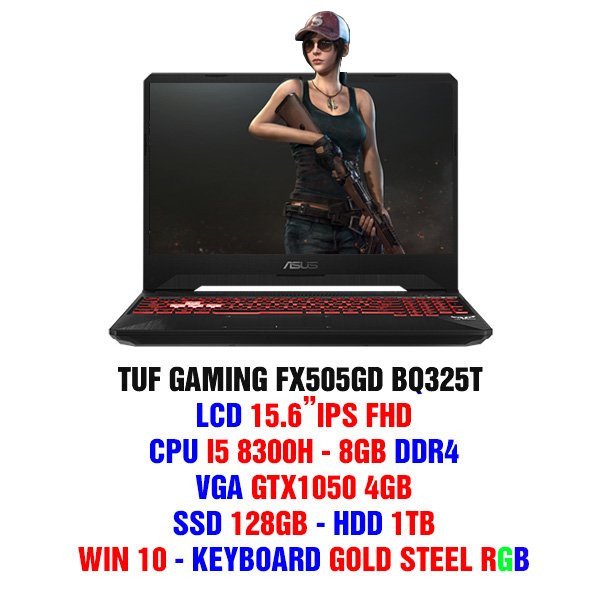 ASUS
TUF GAMING FX505GD BQ325T
LCD 15.6”IPS FHD
CPU I5 8300H - 8GB DDR4
VGA GTX1050 4GB
SSD 128GB - HDD 1TB
WIN 10 - KEYBOARD GOLD STEEL RGB